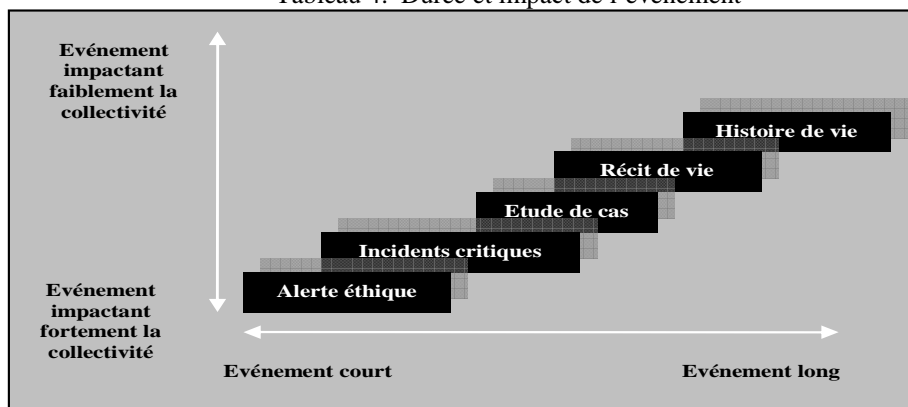 Tableau 4. Durée et impact de l'événement
Evénement
impactant
faiblement la
collectivité
Histoire de vie
Récit de vie
Etude de cas
Incidents critiques
Alerte éthique
Evénement
impactant
fortement la
collectivité
Evénement court
Evénement long